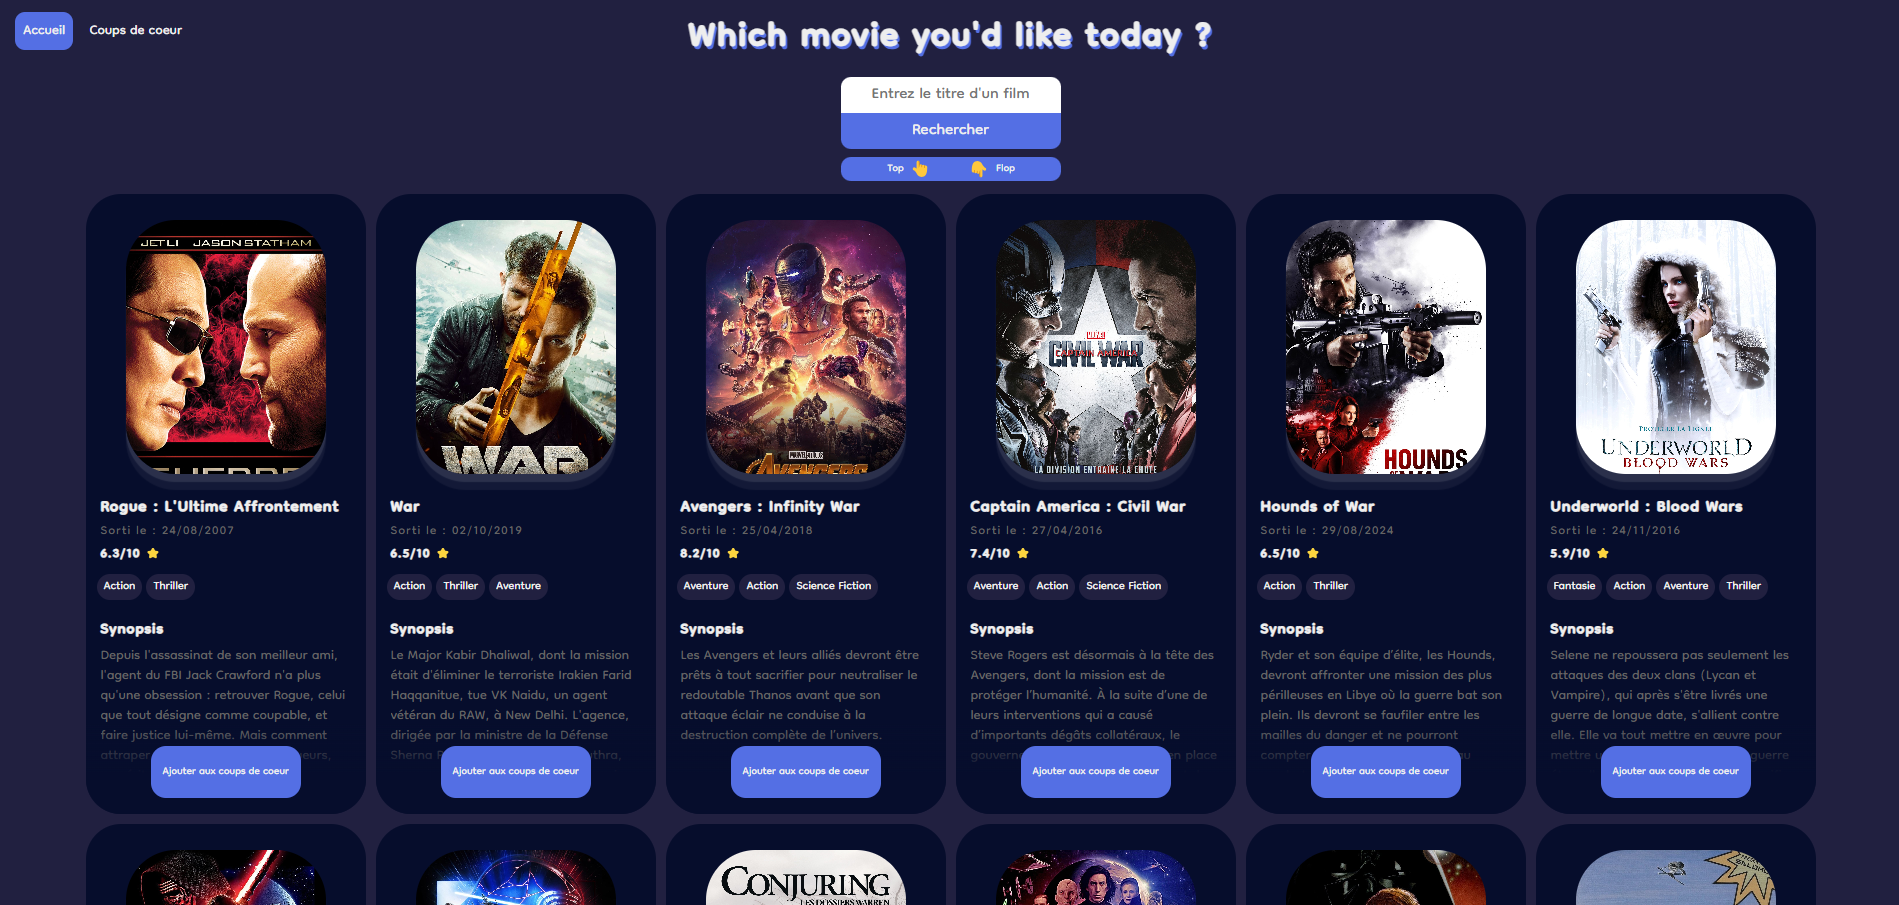 Accueil
Coups de coeur
Which movie you'd like today ?
Entrez le titre d'un film
Rechercher
Top 👆 👇 Flop
JET LI JASON STATHAM
Rogue : L'Ultime Affrontement
Sorti le : 24/08/2007
6.3/10 ⭐
Action Thriller
Synopsis
Depuis l'assassinat de son meilleur ami,
l'agent du FBI Jack Crawford n'a plus
qu'une obsession : retrouver Rogue, celui
que tout désigne comme coupable, et
faire justice lui-même. Mais comment
attraper
eurs,
Ajouter aux coups de coeur
WAR
War
Sorti le : 02/10/2019
6.5/10 ⭐
Action Thriller Aventure
Synopsis
Le Major Kabir Dhaliwal, dont la mission
était d'éliminer le terroriste Irakien Farid
Haqqanitue, tue VK Naidu, un agent
vétéran du RAW, à New Delhi. L'agence,
dirigée par la ministre de la Défense
Sherna
thra,
Ajouter aux coups de coeur
AVENGERS
Avengers : Infinity War
Sorti le : 25/04/2018
8.2/10 ⭐
Aventure Action Science Fiction
Synopsis
Les Avengers et leurs alliés devront être
prêts à tout sacrifier pour neutraliser le
redoutable Thanos avant que son
attaque éclair ne conduise à la
destruction complète de l'univers.
Ajouter aux coups de coeur
CAPTAIN AMERICA
CIVIL WAR
LA DIVISION ENTRAÎNE LA CHUTE
Captain America : Civil War
Sorti le : 27/04/2016
7.4/10 ⭐
Aventure Action Science Fiction
Synopsis
Steve Rogers est désormais à la tête des
Avengers, dont la mission est de
protéger l'humanité. À la suite d'une de
leurs interventions qui a causé
d'importants dégâts collatéraux, le
gouverne
en place
Ajouter aux coups de coeur
HOUNDS
Hounds of War
Sorti le : 29/08/2024
6.5/10 ⭐
Action Thriller
Synopsis
Ryder et son équipe d'élite, les Hounds,
devront affronter une mission des plus
périlleuses en Libye où la guerre bat son
plein. Ils devront se faufiler entre les
mailles du danger et ne pourront
compter
au
Ajouter aux coups de coeur
PROTÉGER LA LIGNÉE
UNDERWORLD
BLOOD WARS
Underworld : Blood Wars
Sorti le : 24/11/2016
5.9/10 ⭐
Fantasie Action Aventure Thriller
Synopsis
Selene ne repoussera pas seulement les
attaques des deux clans (Lycan et
Vampire), qui après s'être livrés une
guerre de longue date, s'allient contre
elle. Elle va tout mettre en œuvre pour
mettre
guerre
Ajouter aux coups de coeur
CONJURING
LES DOSSIERS WARREN